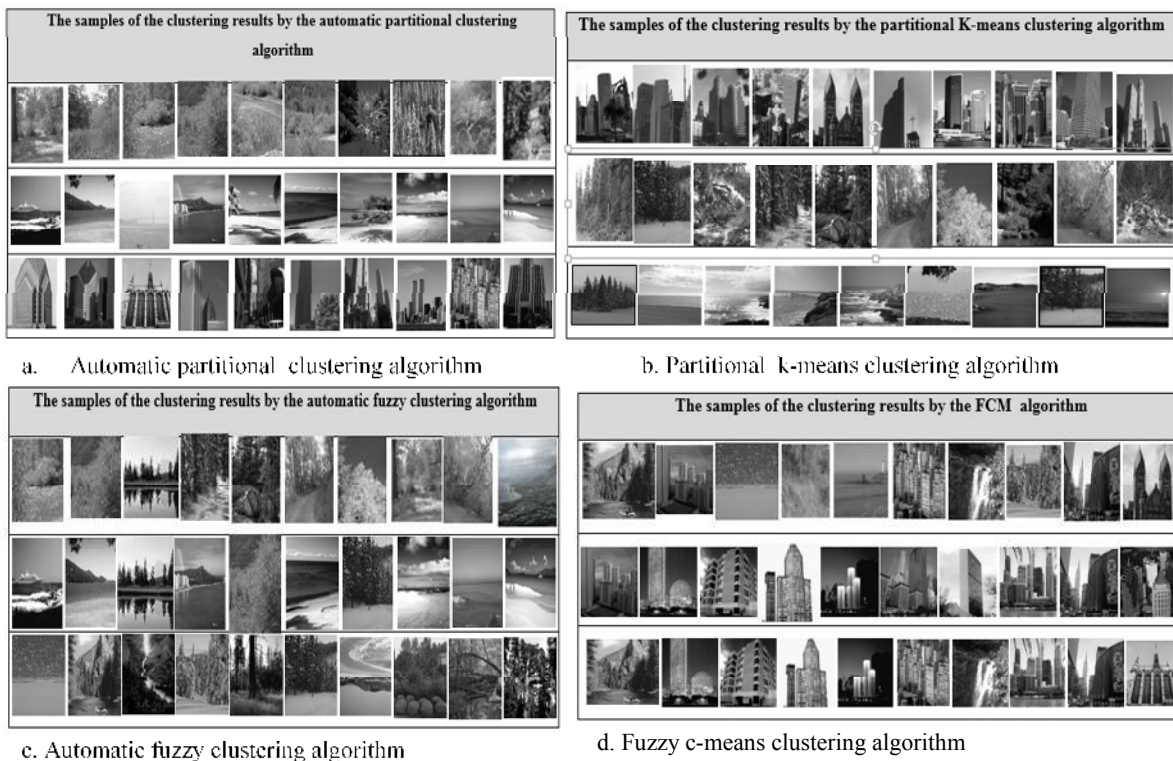 The samples of the clustering results by the automatic partitional clustering
algorithm
The samples of the clustering results by the partitional K-means clustering algorithm
a. Automatic partitional clustering algorithm
b. Partitional k-means clustering algorithm
The samples of the clustering results by the automatic fuzzy clustering algorithm
The samples of the clustering results by the FCM algorithm
c. Automatic fuzzy clustering algorithm
d. Fuzzy c-means clustering algorithm